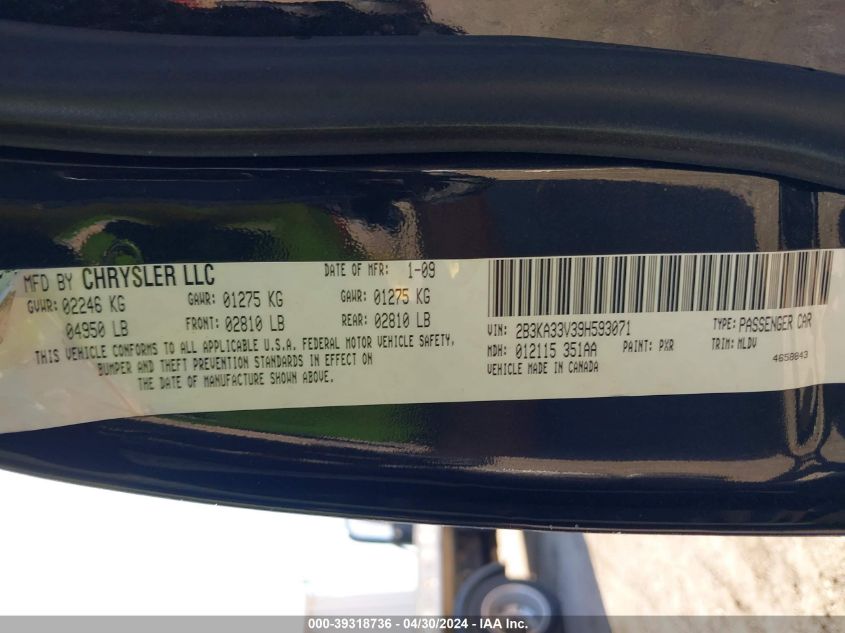 MFD BY CHRYSLER LLC DATE OF MFR: 1-09
GVWR: 02246 KG GAWR: 01275 KG GAWR: 01275 KG
04950 LB FRONT: 02810 LB REAR: 02810 LB
THIS VEHICLE CONFORMS TO ALL APPLICABLE U.S.A. FEDERAL MOTOR VEHICLE SAFETY,
BUMPER AND THEFT PREVENTION STANDARDS IN EFFECT ON
THE DATE OF MANUFACTURE SHOWN ABOVE.
VIN: 2B3KA33V39H593071 TYPE: PASSENGER CAR
MDH: 012115 351AA PAINT: PXR TRIM: MLDV
VEHICLE MADE IN CANADA 4658843
000-39318736 - 04/30/2024 - IAA Inc.